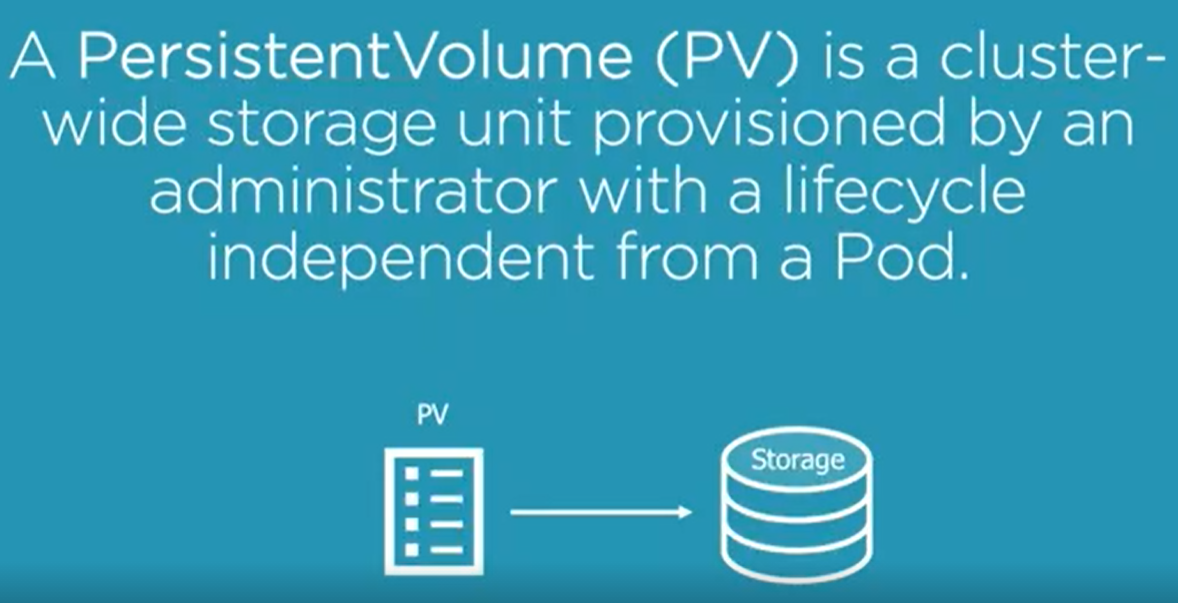 A PersistentVolume (PV) is a cluster-
wide storage unit provisioned by an
administrator with a lifecycle
independent from a Pod.
PV
Storage